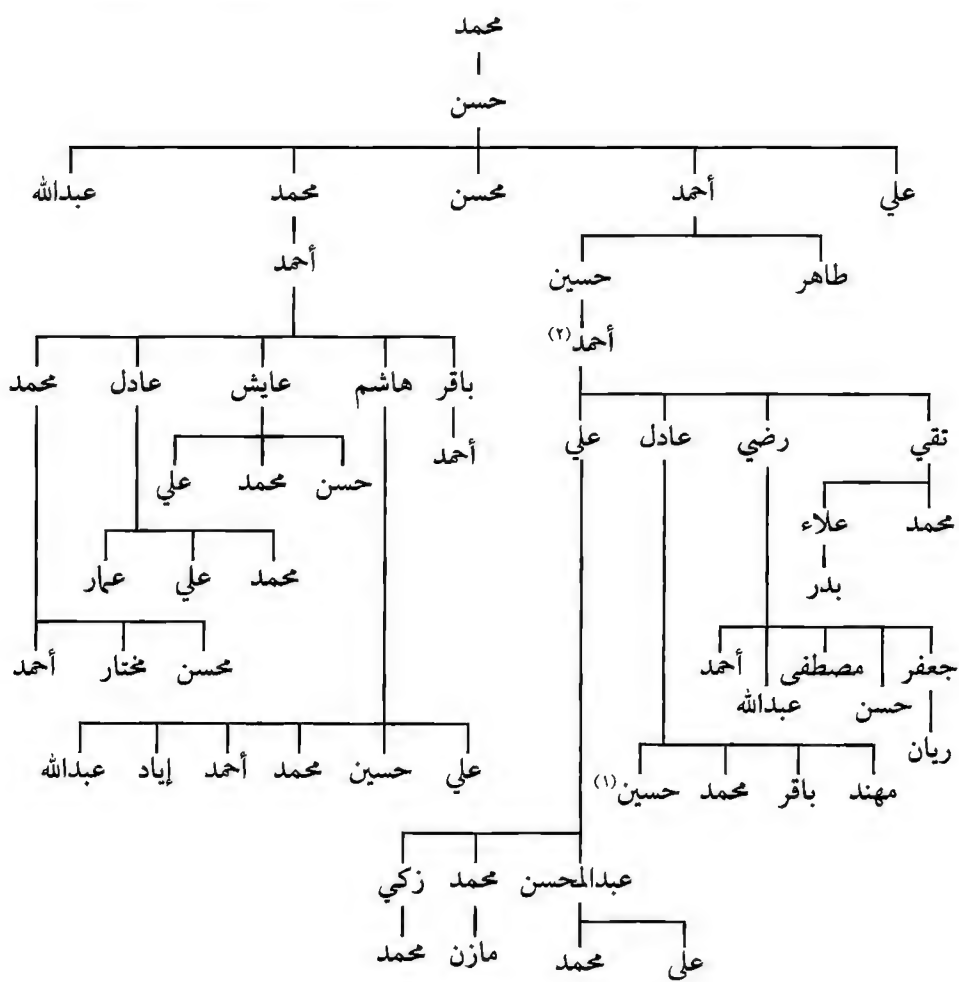 محمد
حسن
علي أحمد محسن محمد عبدالله
طاهر حسين أحمد
أحمد(٢)
باقر هاشم عايش عادل محمد
تقي رضي عادل علي
أحمد
حسن محمد علي
محمد علاء
محمد علي عمار
بدر
محسن مختار أحمد
جعفر مصطفى أحمد
حسن عبدالله
ريان
علي حسين محمد أحمد إياد عبدالله
مهند باقر محمد حسين(١)
عبدالمحسن محمد زكي
علي محمد مازن محمد